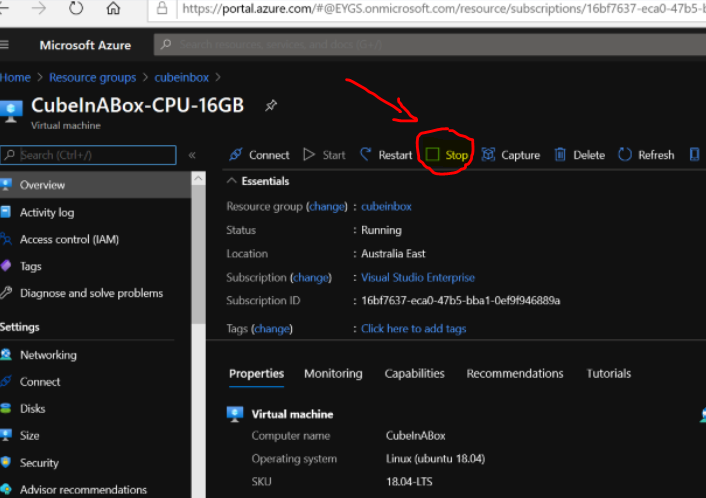 https://portal.azure.com/#@EYGS.onmicrosoft.com/resource/subscriptions/16bf7637-eca0-47b5-b
Microsoft Azure
Search resources, services, and docs (G+/)
Home > Resource groups > cubeinbox >
CubeInABox-CPU-16GB
Virtual machine
Search (Ctrl+/)
«
Connect Start Restart Stop Capture Delete Refresh
Overview
Activity log
Access control (IAM)
Tags
Diagnose and solve problems
Settings
Networking
Connect
Disks
Size
Security
Advisor recommendations
Essentials
Resource group (change) : cubeinbox
Status : Running
Location : Australia East
Subscription (change) : Visual Studio Enterprise
Subscription ID : 16bf7637-eca0-47b5-bba1-0ef9f946889a
Tags (change) : Click here to add tags
Properties Monitoring Capabilities Recommendations Tutorials
Virtual machine
Computer name CubeInABox
Operating system Linux (ubuntu 18.04)
SKU 18.04-LTS